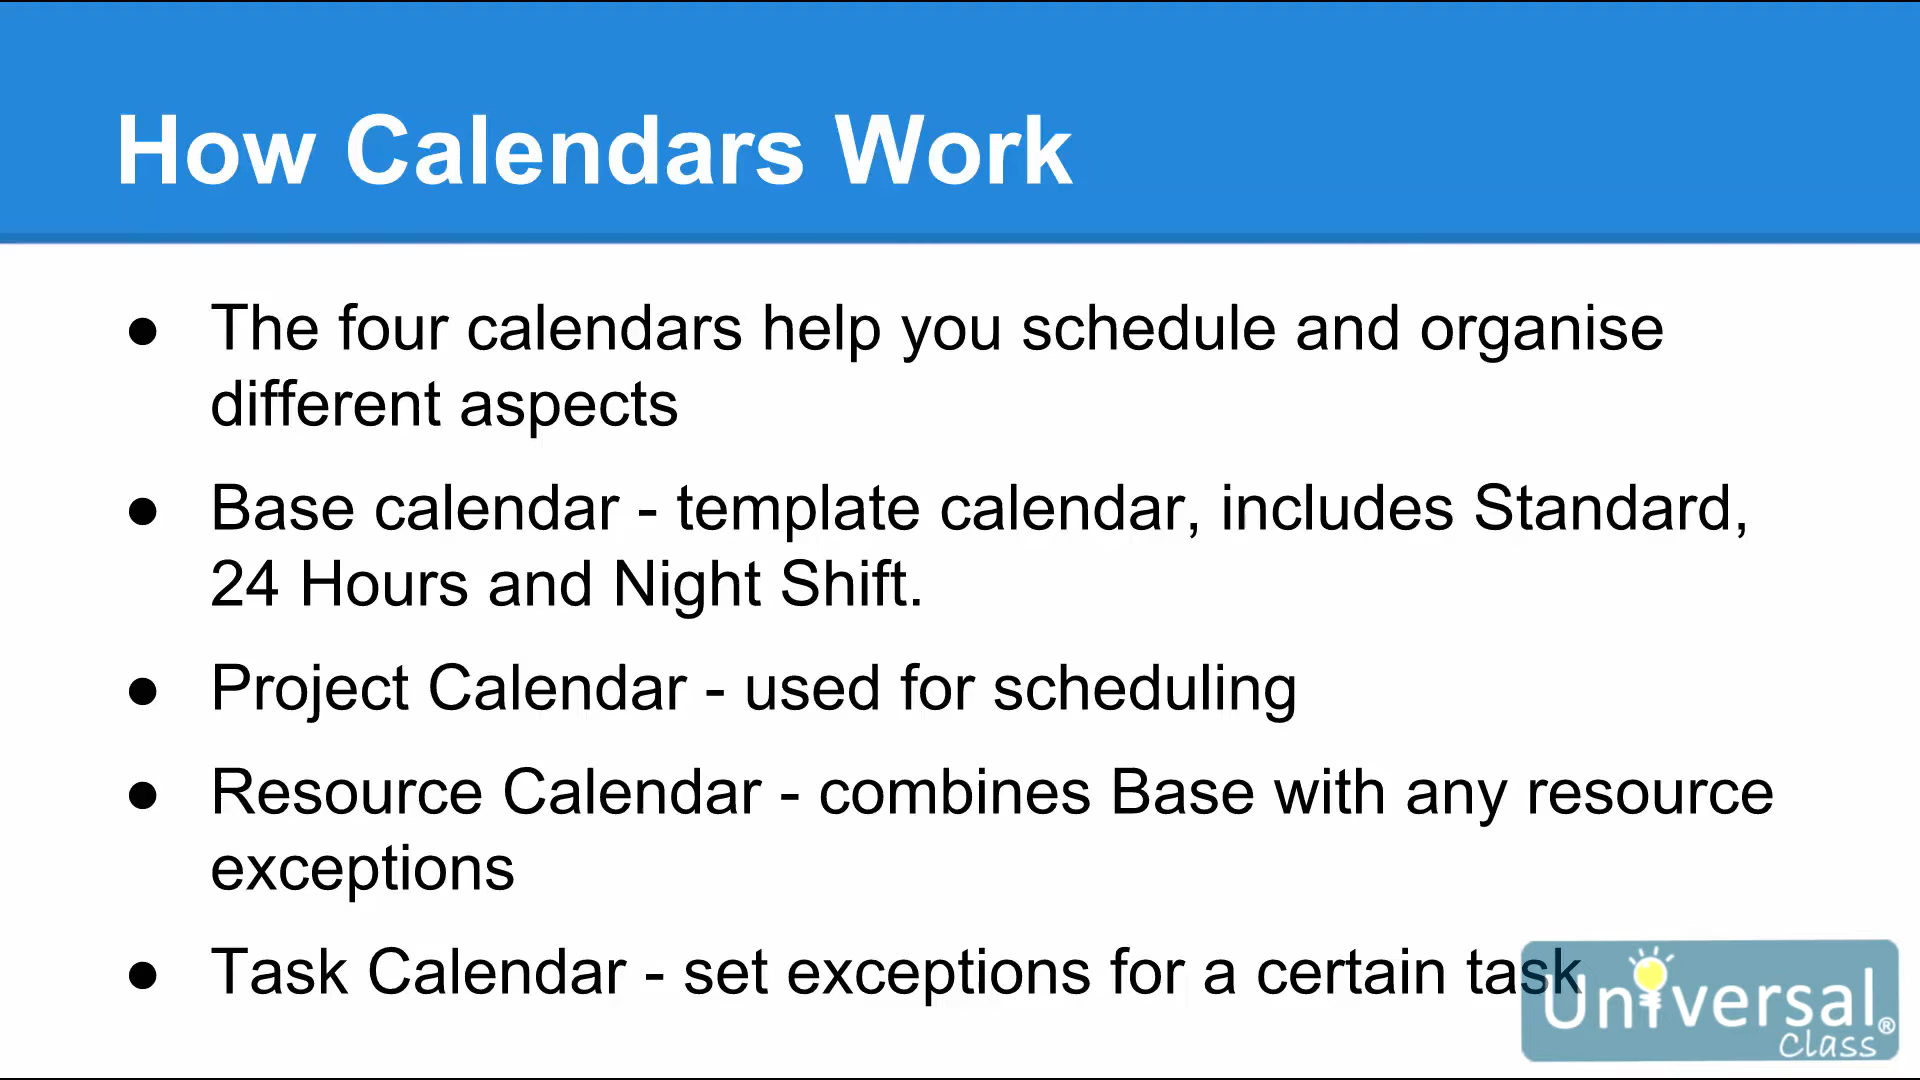 How Calendars Work
● The four calendars help you schedule and organise
different aspects
● Base calendar - template calendar, includes Standard,
24 Hours and Night Shift.
● Project Calendar - used for scheduling
● Resource Calendar - combines Base with any resource
exceptions
● Task Calendar - set exceptions for a certain task
Universal®
Class